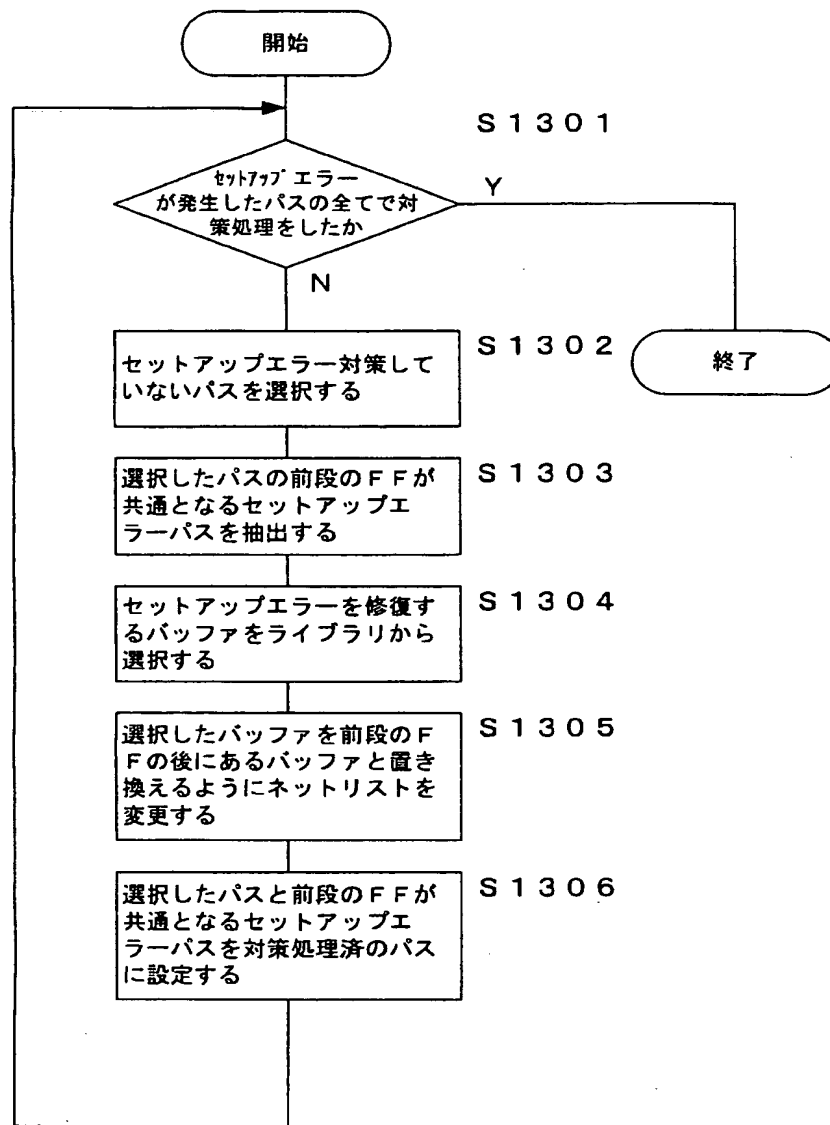 開始
S1301
ｾｯﾄｱｯﾌﾟエラー
が発生したパスの全てで対
策処理をしたか
Y
N
S1302
セットアップエラー対策して
いないパスを選択する
終了
S1303
選択したパスの前段のFFが
共通となるセットアップエ
ラーパスを抽出する
S1304
セットアップエラーを修復す
るバッファをライブラリから
選択する
S1305
選択したバッファを前段のF
Fの後にあるバッファと置き
換えるようにネットリストを
変更する
S1306
選択したパスと前段のFFが
共通となるセットアップエ
ラーパスを対策処理済のパス
に設定する